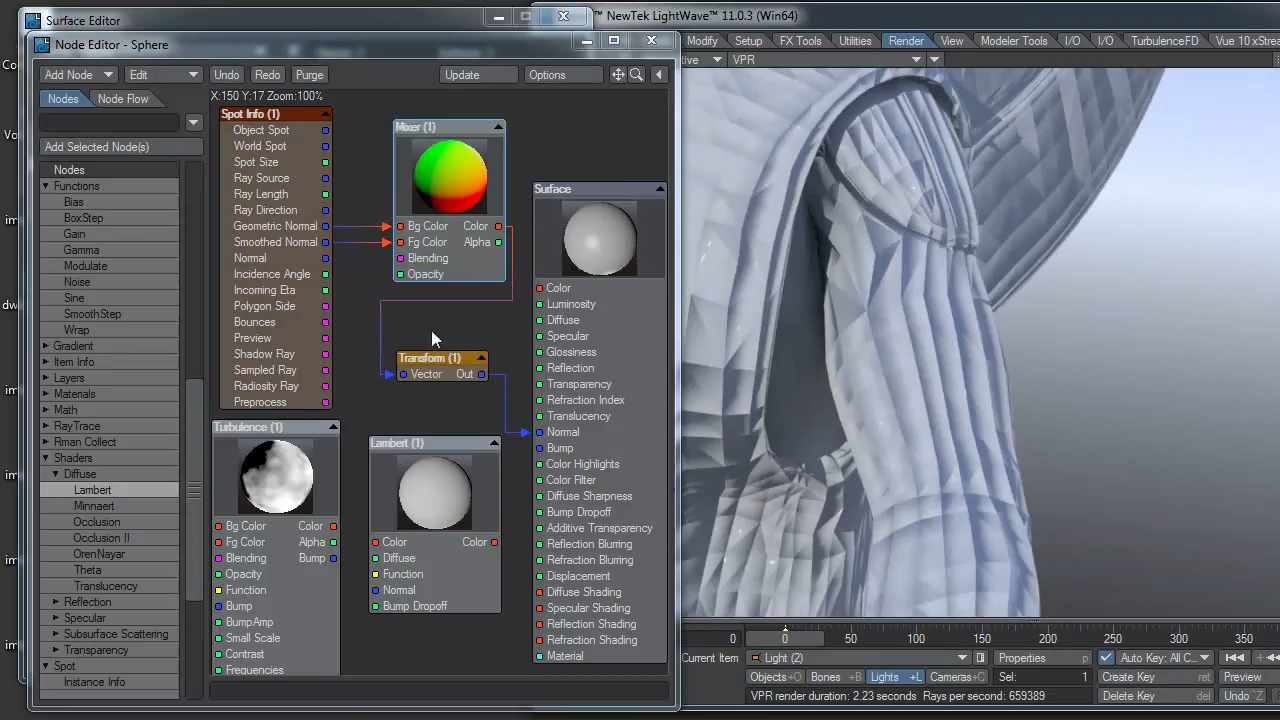 Surface Editor
NewTek LightWave™ 11.0.3 (Win64)
Node Editor - Sphere
Modify
Setup
FX Tools
Utilities
Render
View
Modeler Tools
I/O
I/O
TurbulenceFD
Vue 10 xStrea
tive
VPR
Add Node
Edit
Undo
Redo
Purge
Update
Options
Nodes
Node Flow
X:150 Y:17 Zoom:100%
Add Selected Node(s)
Nodes
Functions
Bias
BoxStep
Gain
Gamma
Modulate
Noise
Sine
SmoothStep
Wrap
Gradient
Item Info
Layers
Materials
Math
RayTrace
Rman Collect
Shaders
Diffuse
Lambert
Minnaert
Occlusion
Occlusion II
OrenNayar
Theta
Translucency
Reflection
Specular
Subsurface Scattering
Transparency
Spot
Instance Info
Spot Info (1)
Object Spot
World Spot
Spot Size
Ray Source
Ray Length
Ray Direction
Geometric Normal
Smoothed Normal
Normal
Incidence Angle
Incoming Eta
Polygon Side
Bounces
Preview
Shadow Ray
Sampled Ray
Radiosity Ray
Preprocess
Mixer (1)
Bg Color Color
Fg Color Alpha
Blending
Opacity
Transform (1)
Vector Out
Turbulence (1)
Bg Color Color
Fg Color Alpha
Blending Bump
Opacity
Function
Bump
BumpAmp
Small Scale
Contrast
Frequencies
Lambert (1)
Color Color
Diffuse
Function
Normal
Bump Dropoff
Surface
Color
Luminosity
Diffuse
Specular
Glossiness
Reflection
Transparency
Refraction Index
Translucency
Normal
Bump
Color Highlights
Color Filter
Diffuse Sharpness
Bump Dropoff
Additive Transparency
Reflection Blurring
Refraction Blurring
Displacement
Diffuse Shading
Specular Shading
Reflection Shading
Refraction Shading
Material
0 0 50 100 150 200 250 300 350
Current Item
Light (2)
Properties p
Auto Key: All C...
Objects +O
Bones +B
Lights +L
Cameras +C
Sel: 1
Create Key ret
Preview
VPR render duration: 2.23 seconds Rays per second: 659389
Delete Key del
Undo ^Z